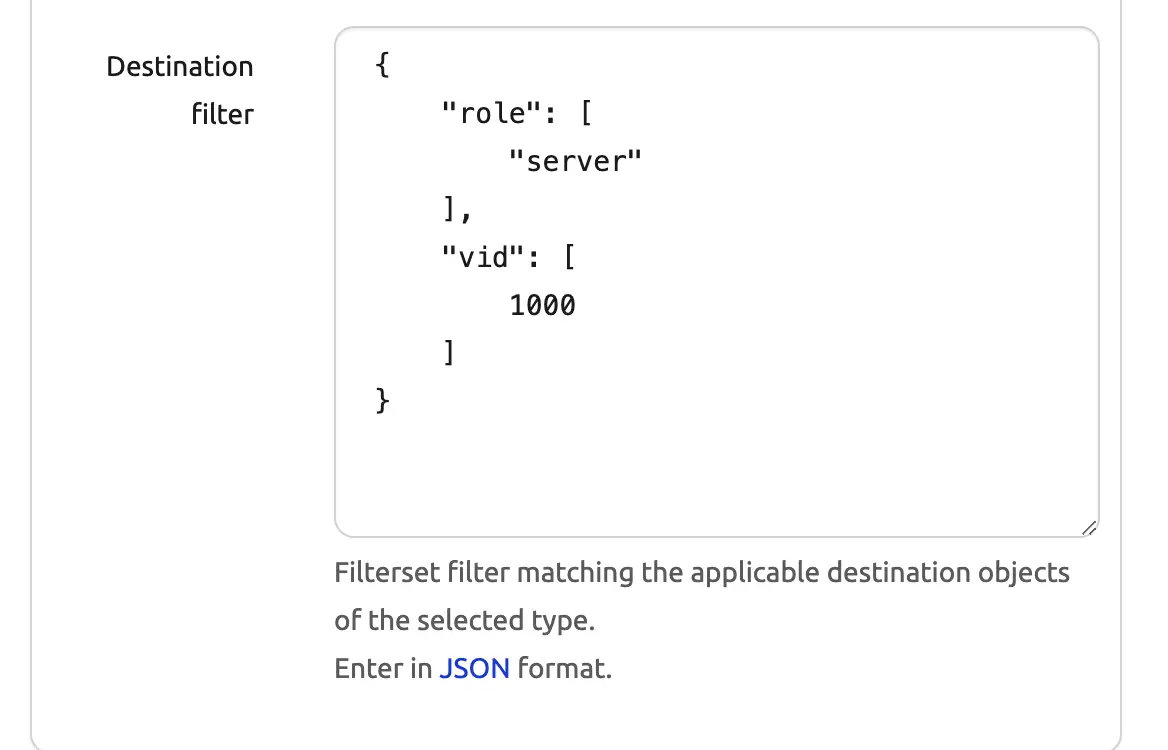 Destination
filter
{
    "role": [
        "server"
    ],
    "vid": [
        1000
    ]
}
Filterset filter matching the applicable destination objects
of the selected type.
Enter in JSON format.